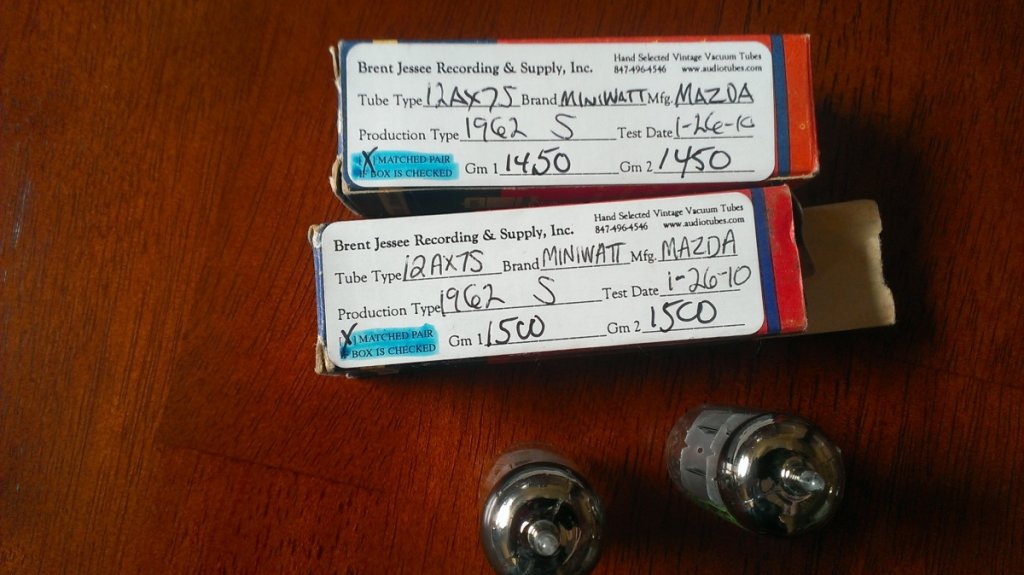 Brent Jessee Recording & Supply, Inc. Hand Selected Vintage Vacuum Tubes
847-496-4546 www.audiotubes.com
Tube Type 12AX7S Brand MINIWATT Mfg. MAZDA
Production Type 1962 S Test Date 1-26-10
[X] MATCHED PAIR
IF BOX IS CHECKED Gm 1 1450 Gm 2 1450
Brent Jessee Recording & Supply, Inc. Hand Selected Vintage Vacuum Tubes
847-496-4546 www.audiotubes.com
Tube Type 12AX7S Brand MINIWATT Mfg. MAZDA
Production Type 1962 S Test Date 1-26-10
[X] MATCHED PAIR
IF BOX IS CHECKED Gm 1 1500 Gm 2 1500